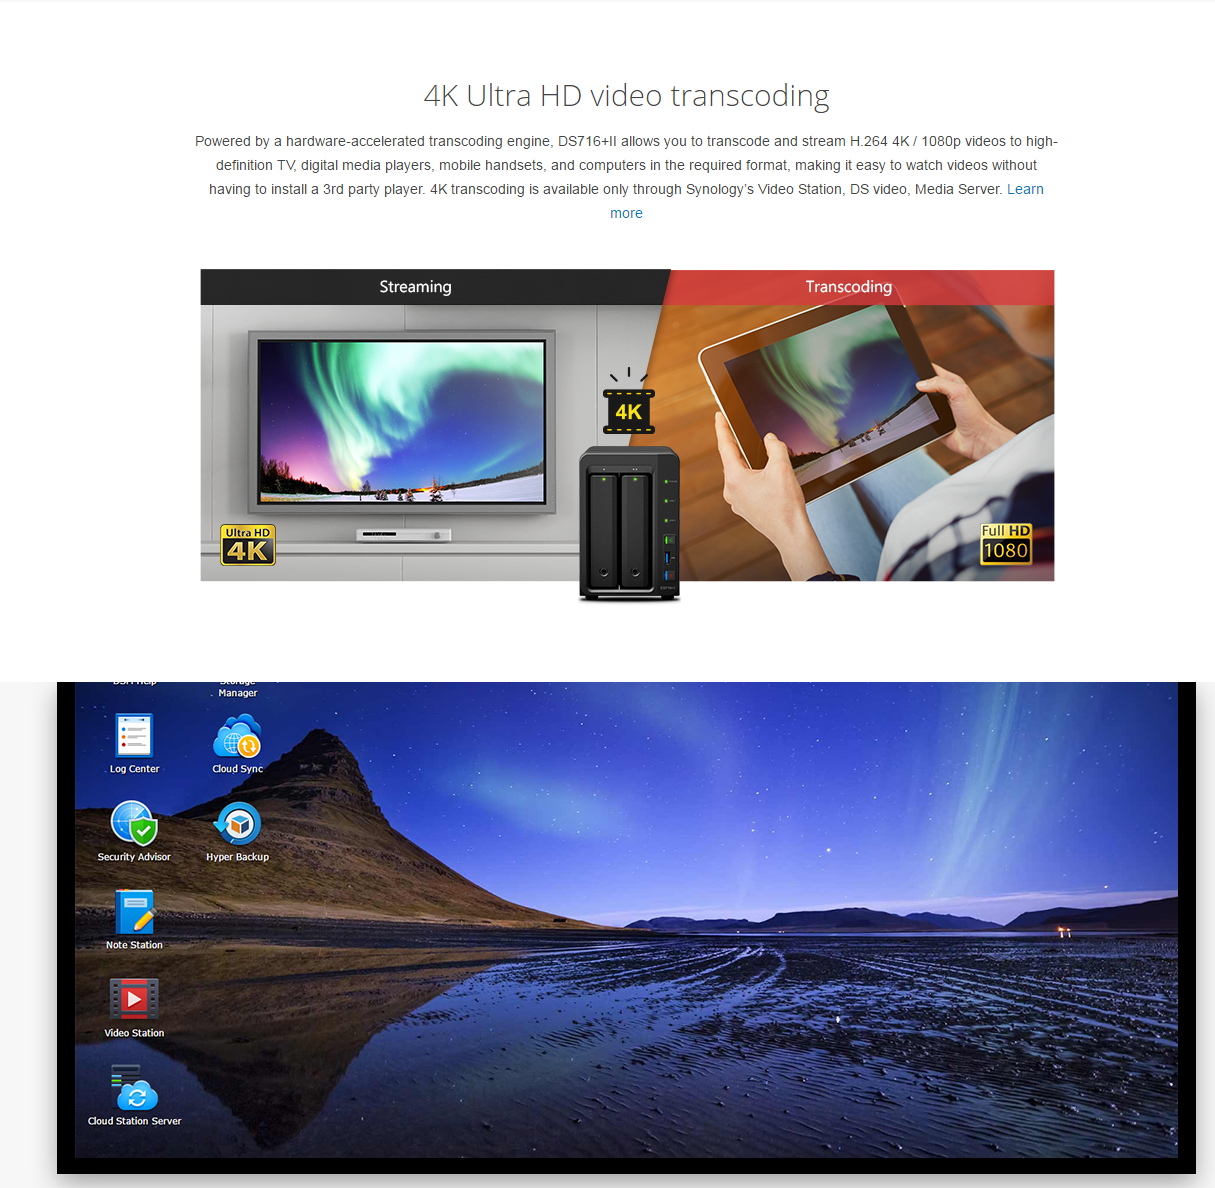 4K Ultra HD video transcoding
Powered by a hardware-accelerated transcoding engine, DS716+II allows you to transcode and stream H.264 4K / 1080p videos to high-
definition TV, digital media players, mobile handsets, and computers in the required format, making it easy to watch videos without
having to install a 3rd party player. 4K transcoding is available only through Synology's Video Station, DS video, Media Server. Learn
more
Streaming
Transcoding
4K
Ultra HD
4K
Full HD
1080
Manager
Log Center
Cloud Sync
Security Advisor
Hyper Backup
Note Station
Video Station
Cloud Station Server